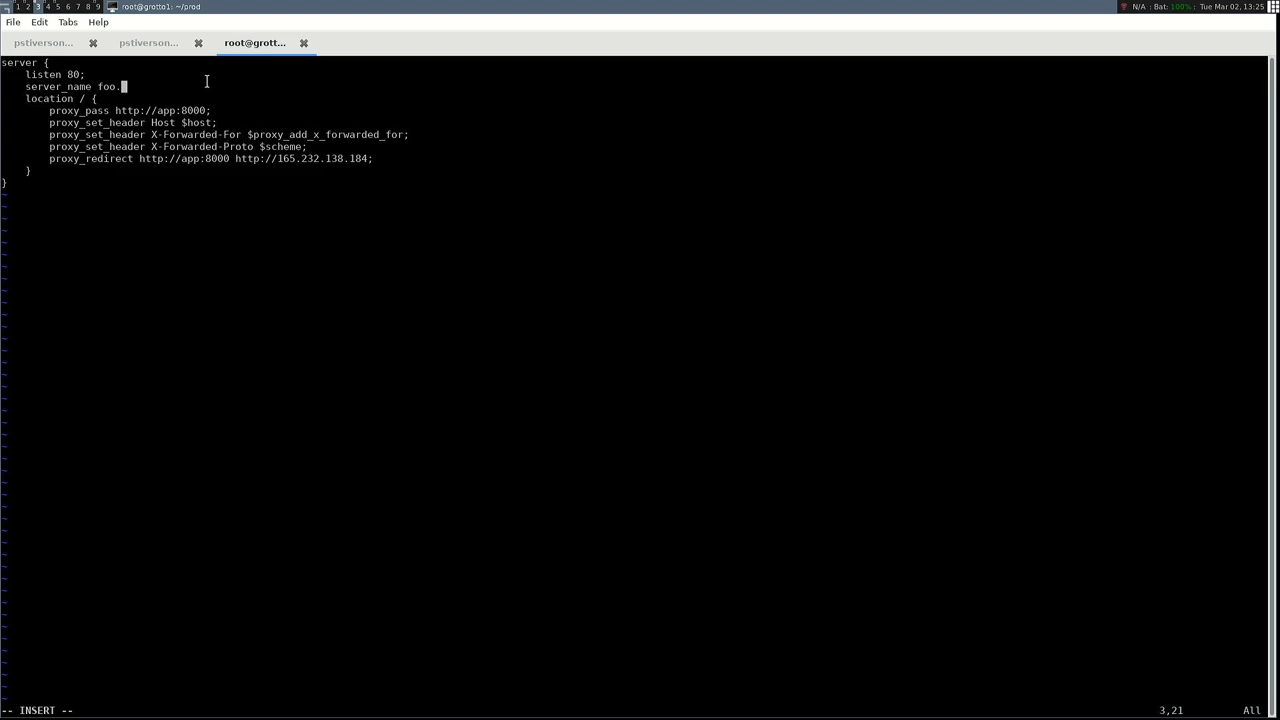 1 2 3 4 5 6 7 8 9 root@grotto1: ~/prod N/A : Bat: 100% : Tue Mar 02, 13:25
File Edit Tabs Help
pstiverson... pstiverson... root@grott...
server {
    listen 80;
    server_name foo.
    location / {
        proxy_pass http://app:8000;
        proxy_set_header Host $host;
        proxy_set_header X-Forwarded-For $proxy_add_x_forwarded_for;
        proxy_set_header X-Forwarded-Proto $scheme;
        proxy_redirect http://app:8000 http://165.232.138.184;
    }
}
-- INSERT -- 3,21 All